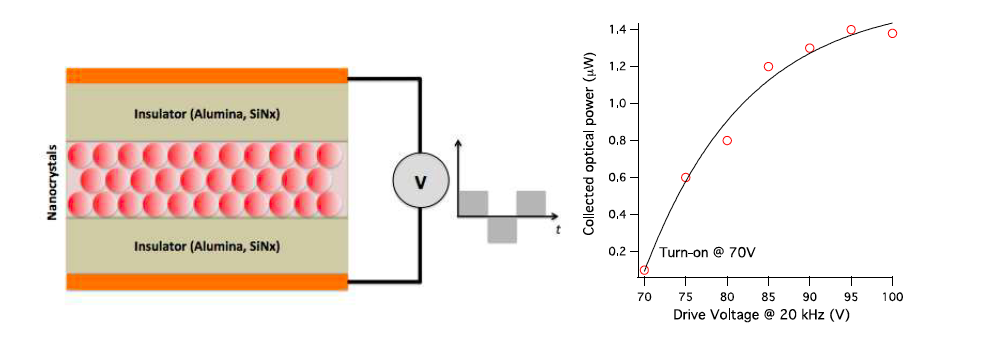 Insulator (Alumina, SiNx)
Nanocrystals
Insulator (Alumina, SiNx)
V
t
Collected optical power (μW)
1.4
1.2
1.0
0.8
0.6
0.4
0.2
Turn-on @ 70V
70 75 80 85 90 95 100
Drive Voltage @ 20 kHz (V)